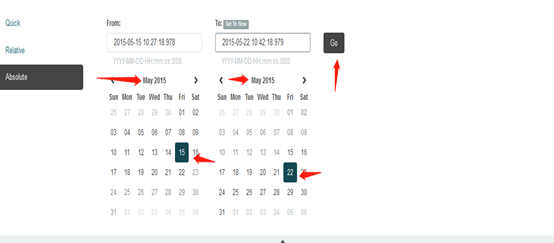 Quick
Relative
Absolute
From:
2015-05-15 10:27:18.978
YYYY-MM-DD HH:mm:ss.SSS
May 2015
Sun Mon Tue Wed Thu Fri Sat
26 27 28 29 30 01 02
03 04 05 06 07 08 09
10 11 12 13 14 15 16
17 18 19 20 21 22 23
24 25 26 27 28 29 30
31 01 02 03 04 05 06
To: Set To Now
2015-05-22 10:42:18.979
YYYY-MM-DD HH:mm:ss.SSS
May 2015
Sun Mon Tue Wed Thu Fri Sat
26 27 28 29 30 01 02
03 04 05 06 07 08 09
10 11 12 13 14 15 16
17 18 19 20 21 22 23
24 25 26 27 28 29 30
31 01 02 03 04 05 06
Go